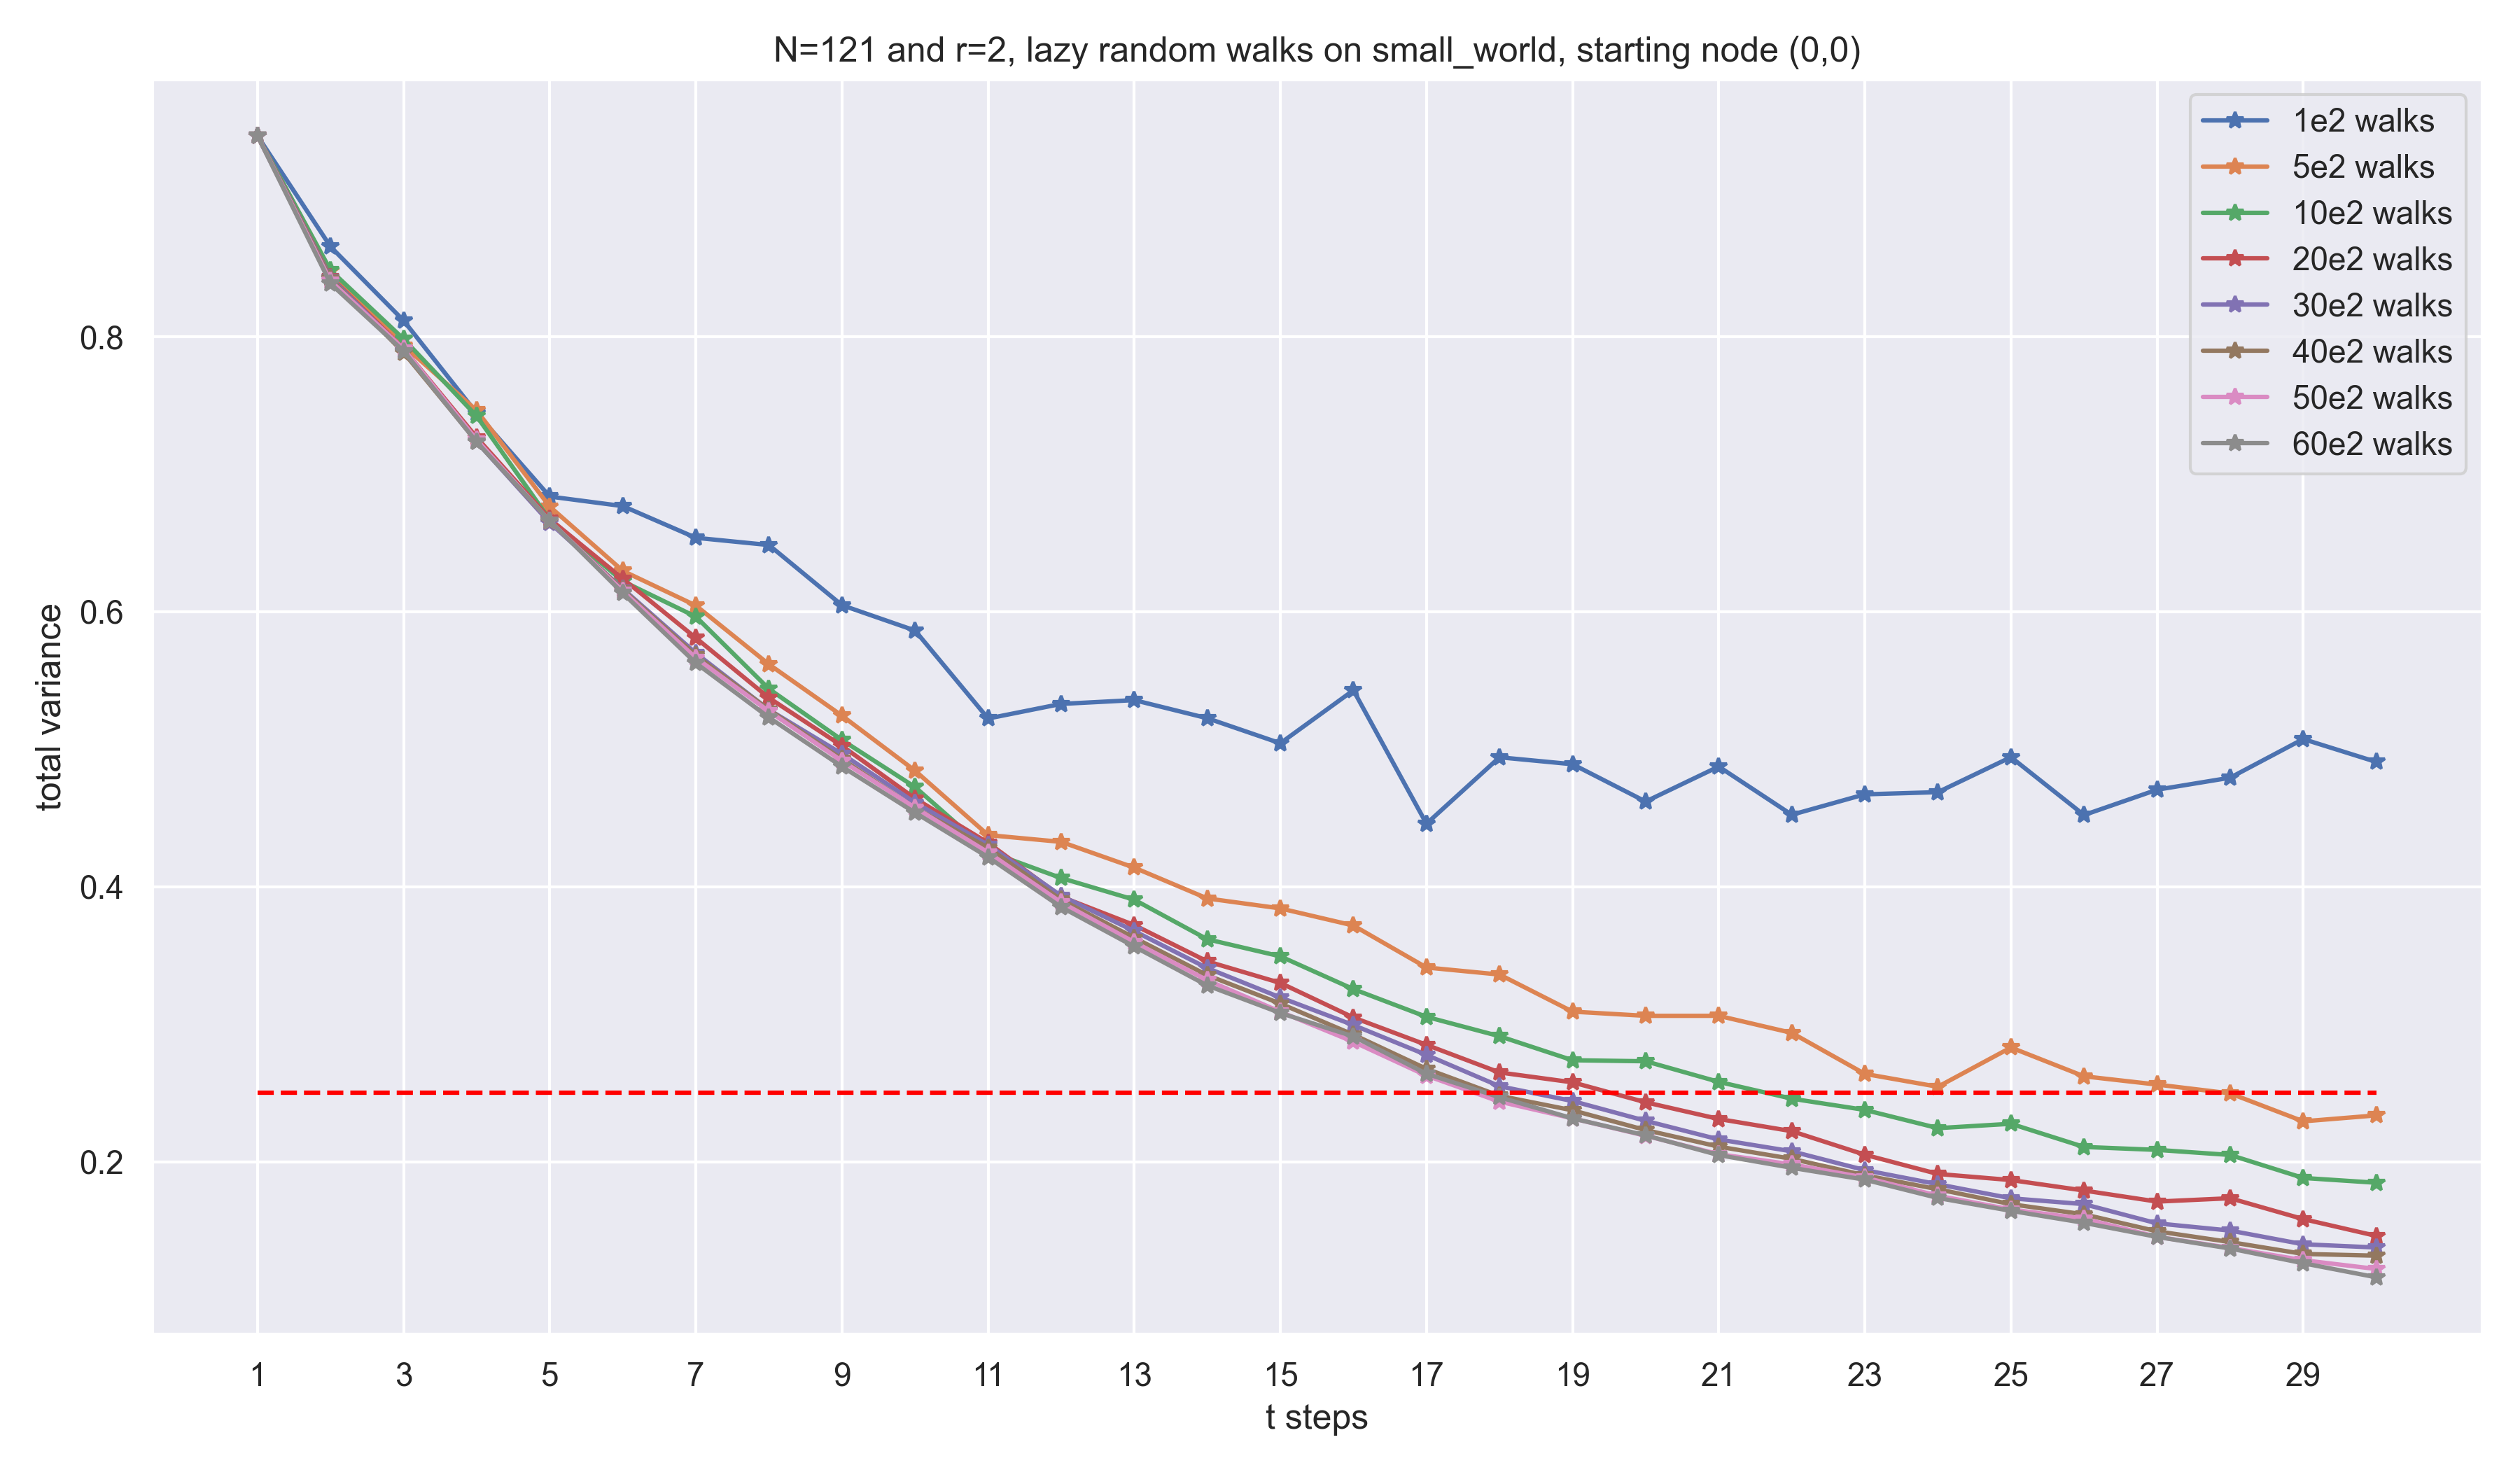 N=121 and r=2, lazy random walks on small_world, starting node (0,0)
1e2 walks
5e2 walks
10e2 walks
20e2 walks
30e2 walks
40e2 walks
50e2 walks
60e2 walks
total variance
0.8
0.6
0.4
0.2
1 3 5 7 9 11 13 15 17 19 21 23 25 27 29
t steps